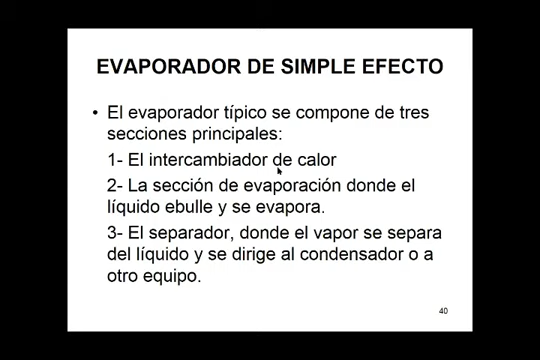 EVAPORADOR DE SIMPLE EFECTO
• El evaporador típico se compone de tres
secciones principales:
1- El intercambiador de calor
2- La sección de evaporación donde el
líquido ebulle y se evapora.
3- El separador, donde el vapor se separa
del líquido y se dirige al condensador o a
otro equipo.
40